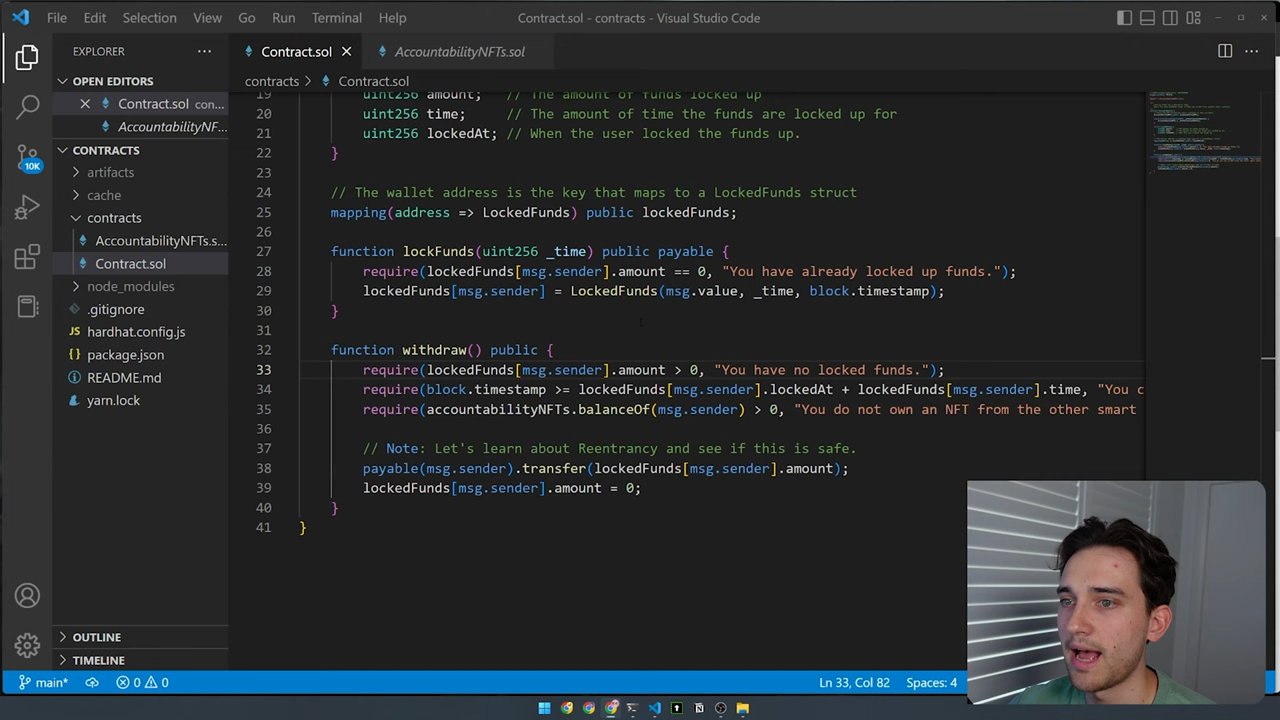 File Edit Selection View Go Run Terminal Help
Contract.sol - contracts - Visual Studio Code
EXPLORER
Contract.sol
AccountabilityNFTs.sol
OPEN EDITORS
contracts > Contract.sol
Contract.sol con...
AccountabilityNF...
CONTRACTS
artifacts
cache
contracts
AccountabilityNFTs.s...
Contract.sol
node_modules
.gitignore
hardhat.config.js
package.json
README.md
yarn.lock
OUTLINE
TIMELINE
10K
19 uint256 amount; // The amount of funds locked up
20 uint256 time; // The amount of time the funds are locked up for
21 uint256 lockedAt; // When the user locked the funds up.
22 }
23
24 // The wallet address is the key that maps to a LockedFunds struct
25 mapping(address => LockedFunds) public lockedFunds;
26
27 function lockFunds(uint256 _time) public payable {
28 require(lockedFunds[msg.sender].amount == 0, "You have already locked up funds.");
29 lockedFunds[msg.sender] = LockedFunds(msg.value, _time, block.timestamp);
30 }
31
32 function withdraw() public {
33 require(lockedFunds[msg.sender].amount > 0, "You have no locked funds.");
34 require(block.timestamp >= lockedFunds[msg.sender].lockedAt + lockedFunds[msg.sender].time, "You c
35 require(accountabilityNFTs.balanceOf(msg.sender) > 0, "You do not own an NFT from the other smart
36
37 // Note: Let's learn about Reentrancy and see if this is safe.
38 payable(msg.sender).transfer(lockedFunds[msg.sender].amount);
39 lockedFunds[msg.sender].amount = 0;
40 }
41 }
main* 0 0
Ln 33, Col 82 Spaces: 4